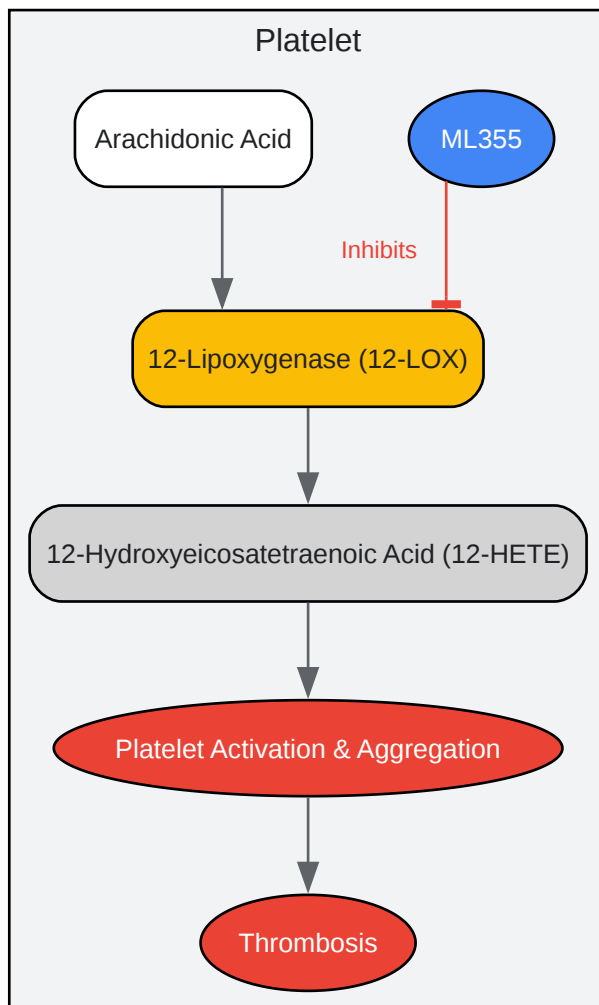 Platelet
Arachidonic Acid
ML355
Inhibits
12-Lipoxygenase (12-LOX)
12-Hydroxyeicosatetraenoic Acid (12-HETE)
Platelet Activation & Aggregation
Thrombosis